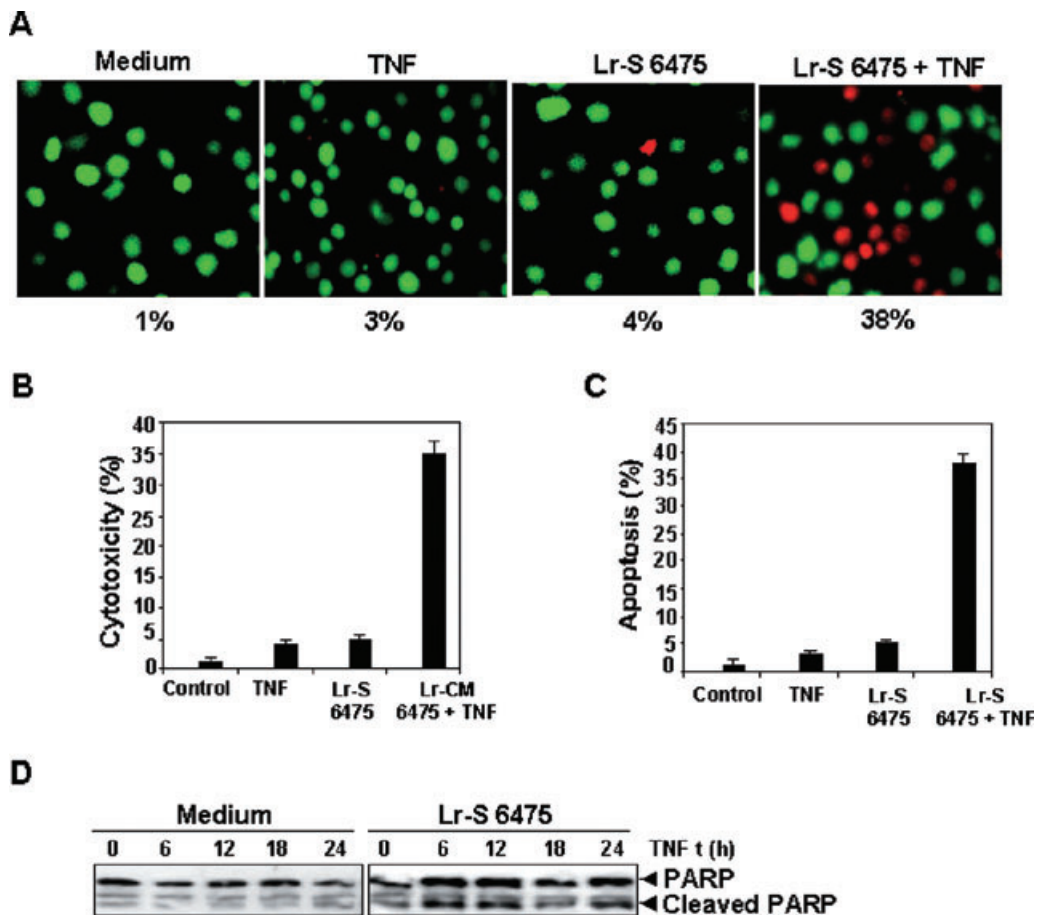 A
Medium TNF Lr-S 6475 Lr-S 6475 + TNF
1% 3% 4% 38%
B
Cytotoxicity (%)
40
35
30
25
20
15
10
5
0
Control TNF Lr-S Lr-CM
6475 6475 + TNF
C
Apoptosis (%)
45
40
35
30
25
20
15
10
5
0
Control TNF Lr-S Lr-S
6475 6475 + TNF
D
Medium Lr-S 6475
0 6 12 18 24 0 6 12 18 24 TNF t (h)
PARP
Cleaved PARP